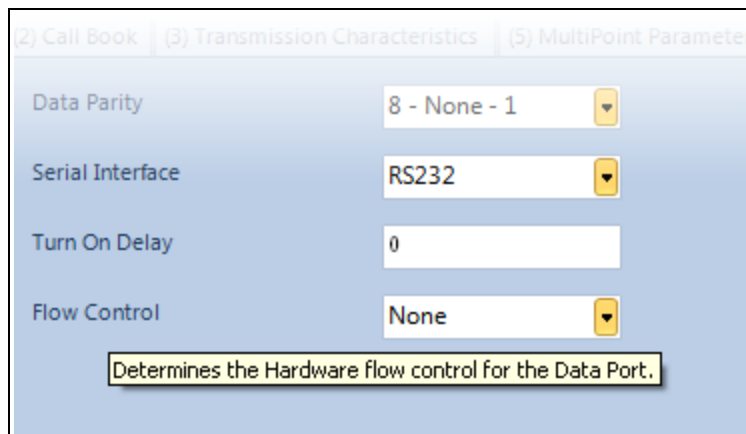 (2) Call Book (3) Transmission Characteristics (5) MultiPoint
Data Parity 8 - None - 1
Serial Interface RS232
Turn On Delay 0
Flow Control None
Determines the Hardware flow control for the Data Port.